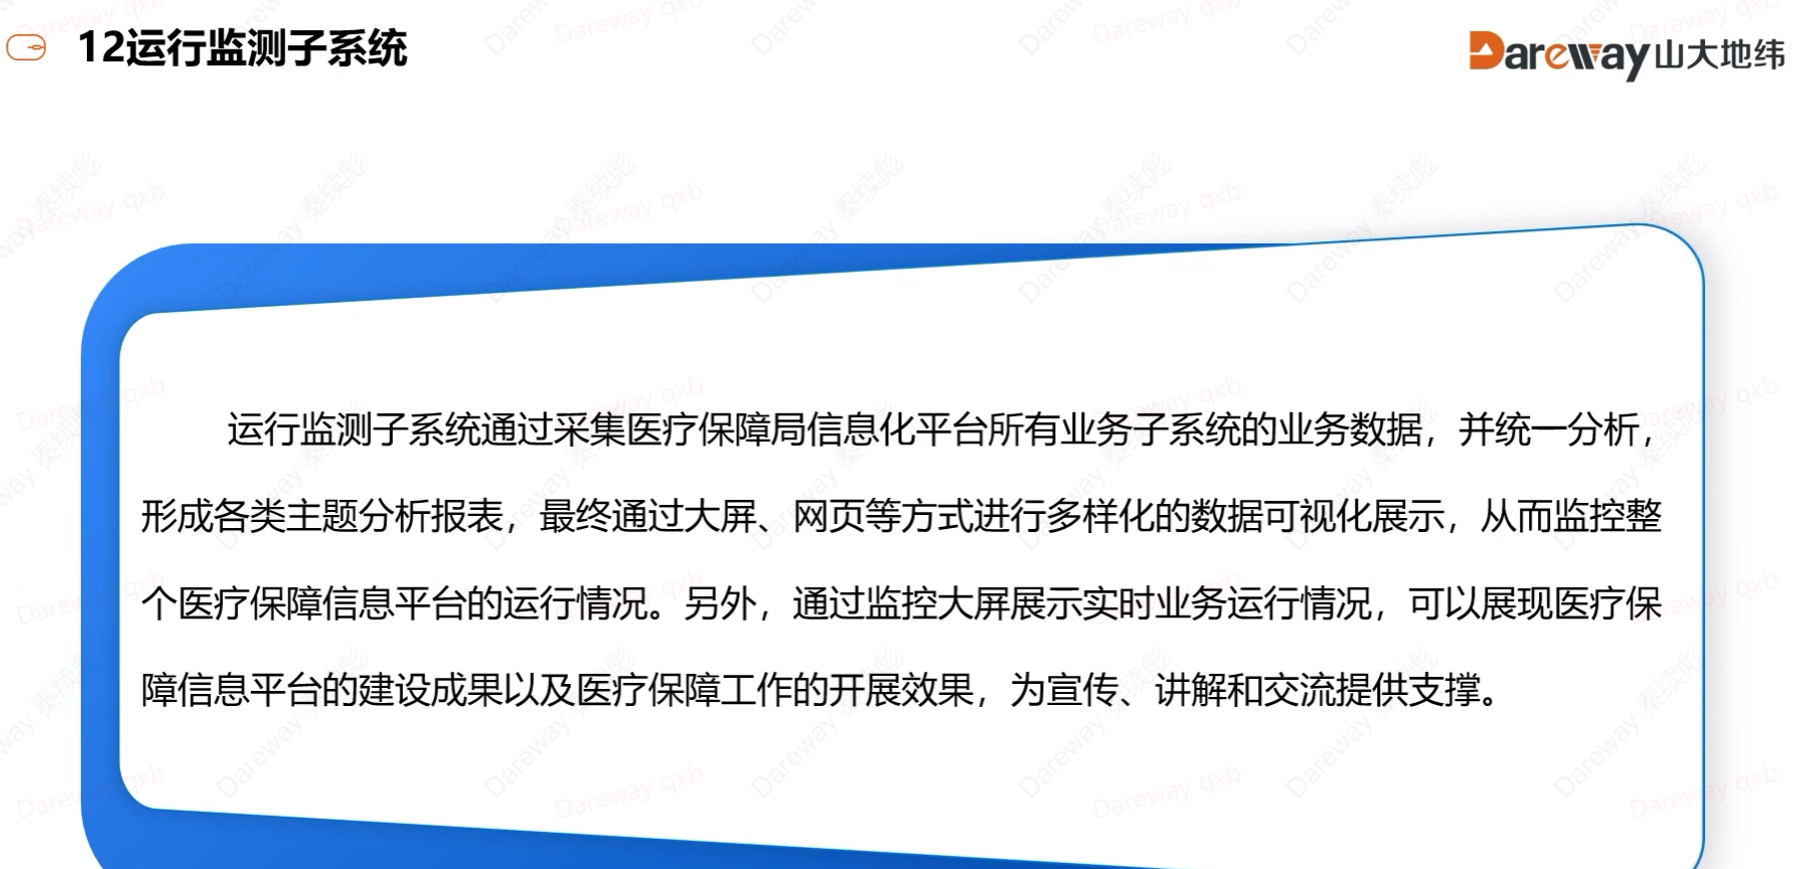 12运行监测子系统
Dareway山大地纬
运行监测子系统通过采集医疗保障局信息化平台所有业务子系统的业务数据，并统一分析，
形成各类主题分析报表，最终通过大屏、网页等方式进行多样化的数据可视化展示，从而监控整
个医疗保障信息平台的运行情况。另外，通过监控大屏展示实时业务运行情况，可以展现医疗保
障信息平台的建设成果以及医疗保障工作的开展效果，为宣传、讲解和交流提供支撑。
Dareway qxb
Dareway 秦续彪